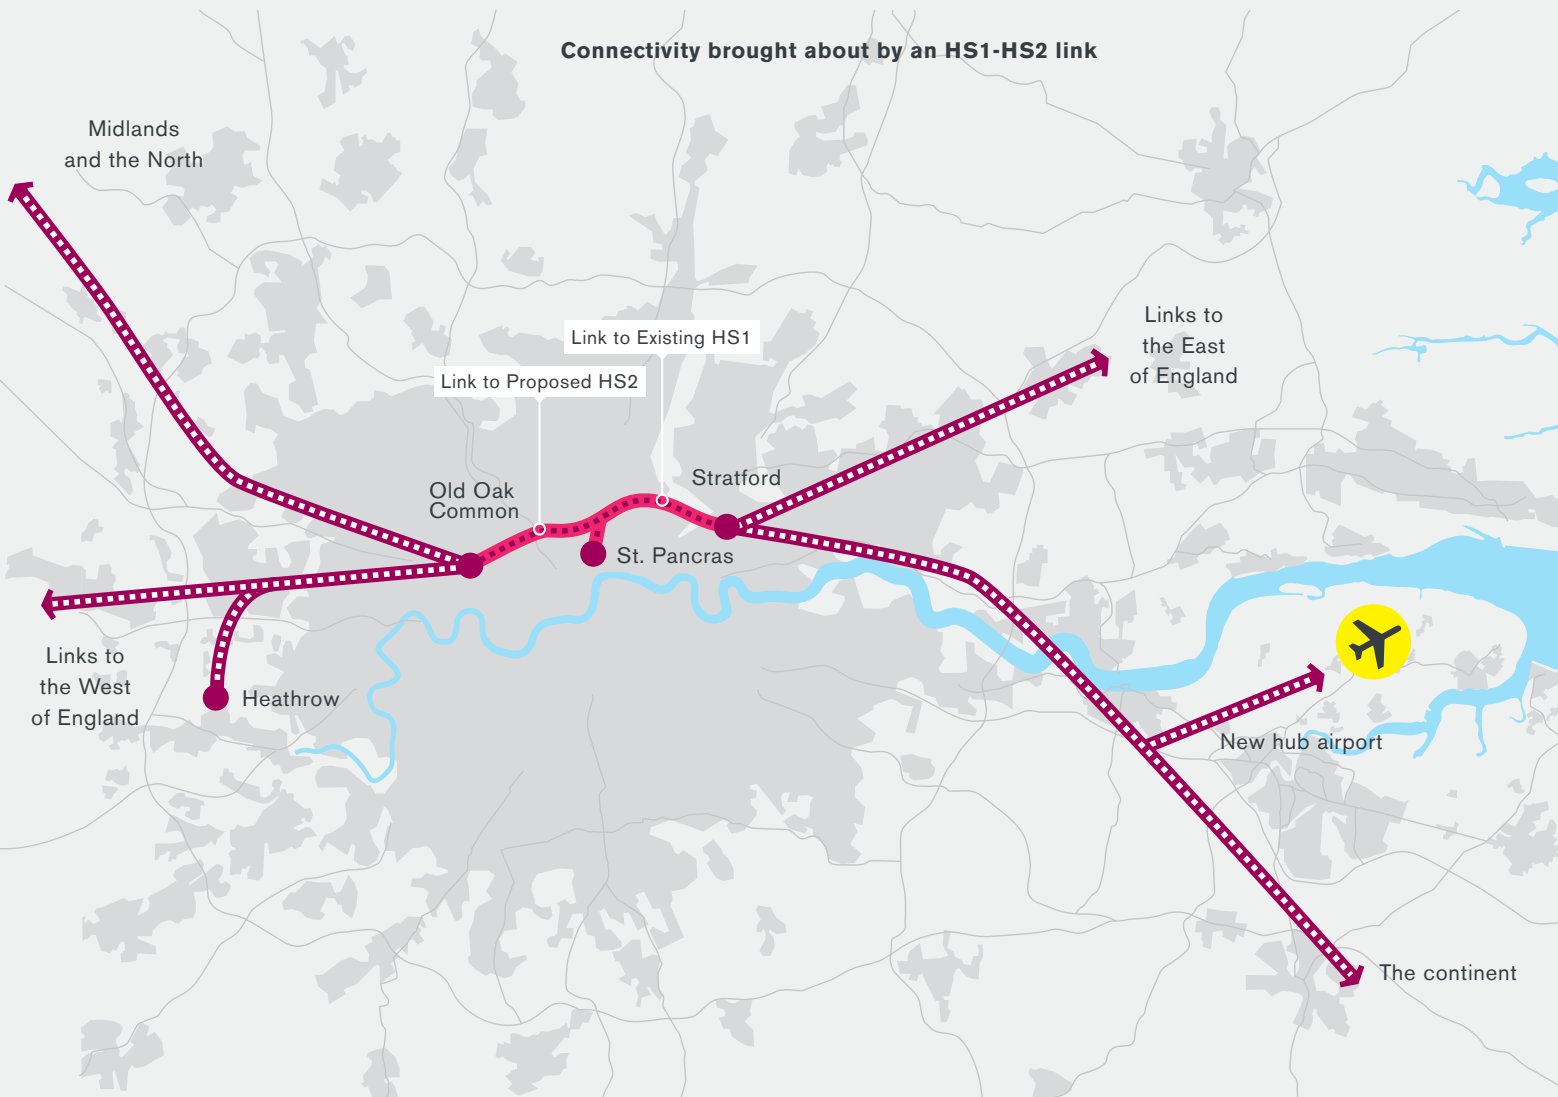 Connectivity brought about by an HS1-HS2 link
Midlands
and the North
Links to
the East
of England
Link to Existing HS1
Link to Proposed HS2
Stratford
Old Oak
Common
St. Pancras
Links to
the West
of England
Heathrow
New hub airport
The continent